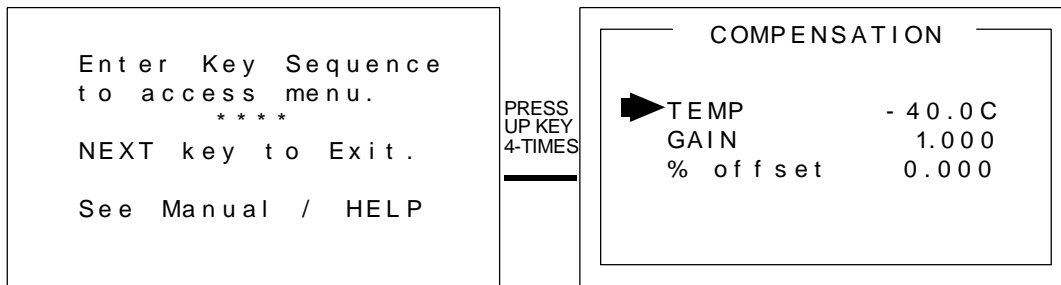 Enter Key Sequence
to access menu.
****
NEXT key to Exit.
See Manual / HELP
PRESS
UP KEY
4-TIMES
COMPENSATION
TEMP -40.0C
GAIN 1.000
% offset 0.000